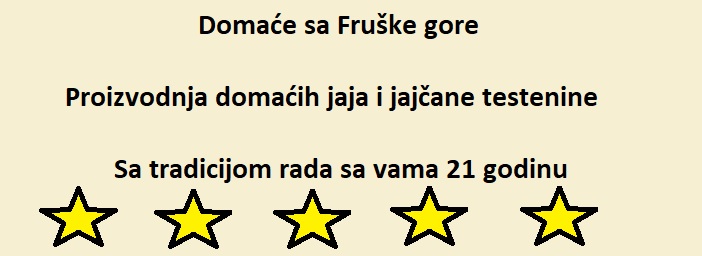 Domaće sa Fruške gore
Proizvodnja domaćih jaja i jajčane testenine
Sa tradicijom rada sa vama 21 godinu